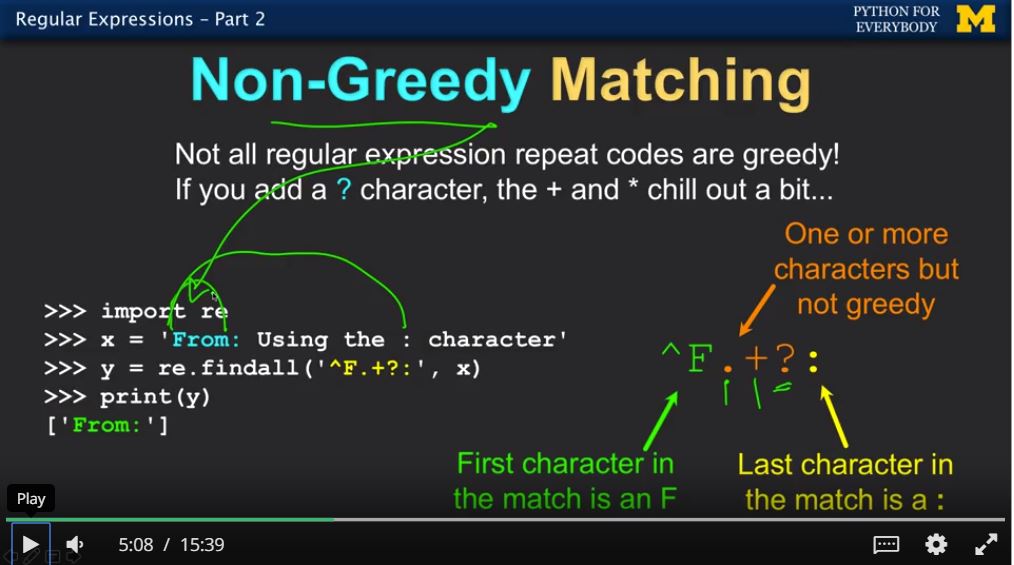 Regular Expressions – Part 2
PYTHON FOR
EVERYBODY
M
Non-Greedy Matching
Not all regular expression repeat codes are greedy!
If you add a ? character, the + and * chill out a bit...
One or more
characters but
not greedy
>>> import re
>>> x = 'From: Using the : character'
>>> y = re.findall('^F.+?:', x)
>>> print(y)
['From:']
^F.+?:
First character in
the match is an F
Last character in
the match is a :
Play
5:08 / 15:39